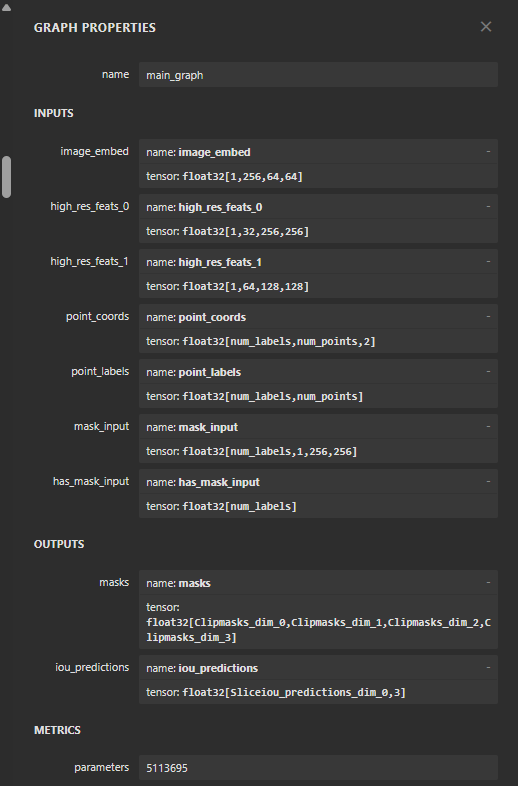 GRAPH PROPERTIES ×
name main_graph
INPUTS
image_embed name: image_embed -
tensor: float32[1,256,64,64]
high_res_feats_0 name: high_res_feats_0 -
tensor: float32[1,32,256,256]
high_res_feats_1 name: high_res_feats_1 -
tensor: float32[1,64,128,128]
point_coords name: point_coords -
tensor: float32[num_labels,num_points,2]
point_labels name: point_labels -
tensor: float32[num_labels,num_points]
mask_input name: mask_input -
tensor: float32[num_labels,1,256,256]
has_mask_input name: has_mask_input -
tensor: float32[num_labels]
OUTPUTS
masks name: masks -
tensor:
float32[Clipmasks_dim_0,Clipmasks_dim_1,Clipmasks_dim_2,C
lipmasks_dim_3]
iou_predictions name: iou_predictions -
tensor: float32[Sliceiou_predictions_dim_0,3]
METRICS
parameters 5113695